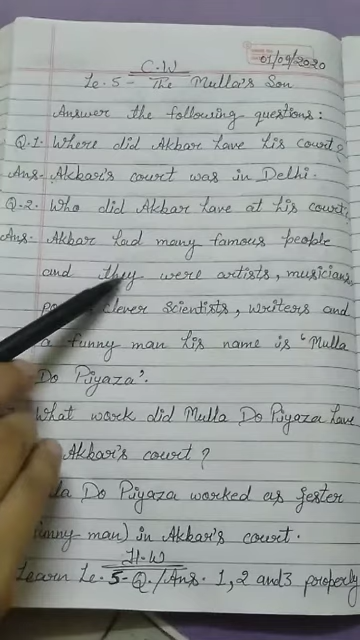 C.W
01/09/2020
Le. 5 - The Mulla's Son
Answer the following questions:
Q.1. Where did Akbar have his court?
Ans- Akbar's court was in Delhi.
Q.2. Who did Akbar have at his court?
Ans- Akbar had many famous people
and they were artists, musicians,
clever scientists, writers and
a funny man his name is 'Mulla
Do Piyaza'.
What work did Mulla Do Piyaza have
Akbar's court?
Do Piyaza worked as jester
funny-man) in Akbar's court.
H.W
Learn Le. 5- Q./Ans. 1, 2 and 3 properly